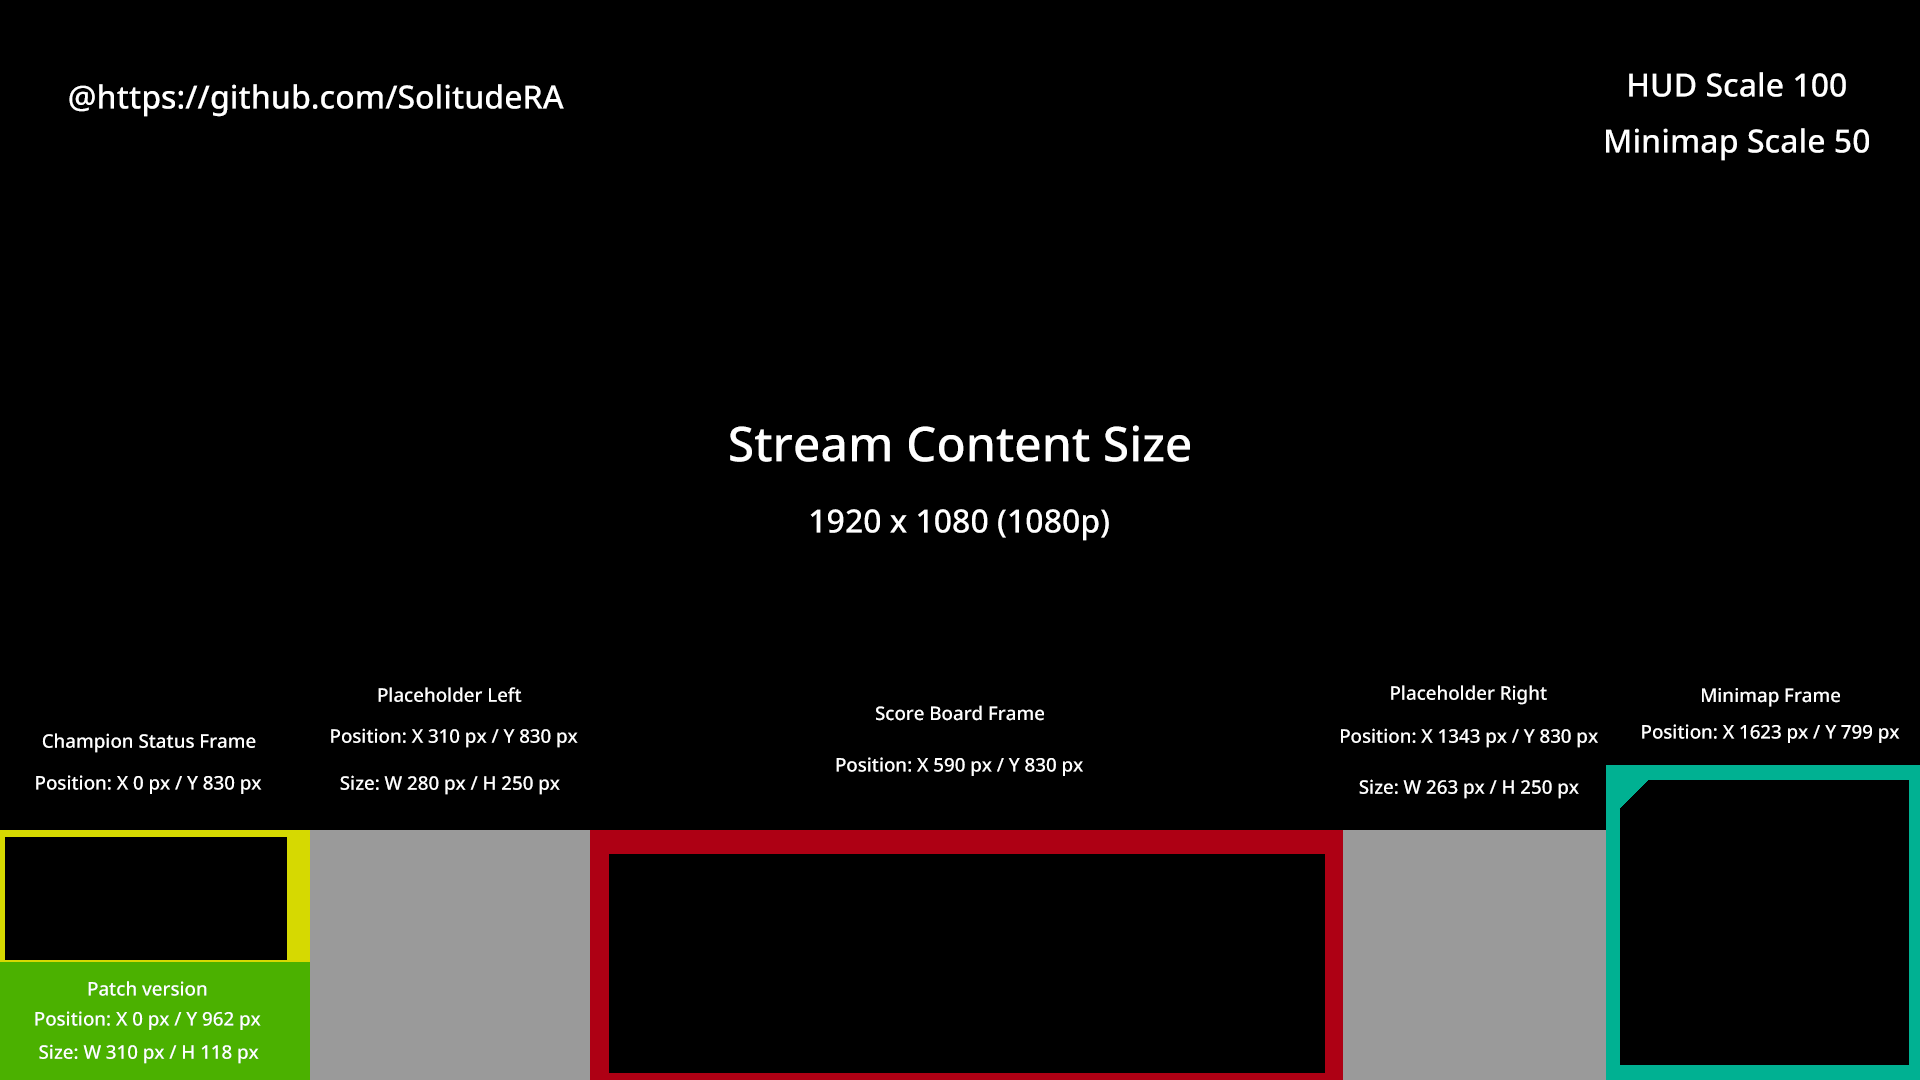 @https://github.com/SolitudeRA
HUD Scale 100
Minimap Scale 50
Stream Content Size
1920 x 1080 (1080p)
Champion Status Frame
Position: X 0 px / Y 830 px
Placeholder Left
Position: X 310 px / Y 830 px
Size: W 280 px / H 250 px
Score Board Frame
Position: X 590 px / Y 830 px
Placeholder Right
Position: X 1343 px / Y 830 px
Size: W 263 px / H 250 px
Minimap Frame
Position: X 1623 px / Y 799 px
Patch version
Position: X 0 px / Y 962 px
Size: W 310 px / H 118 px